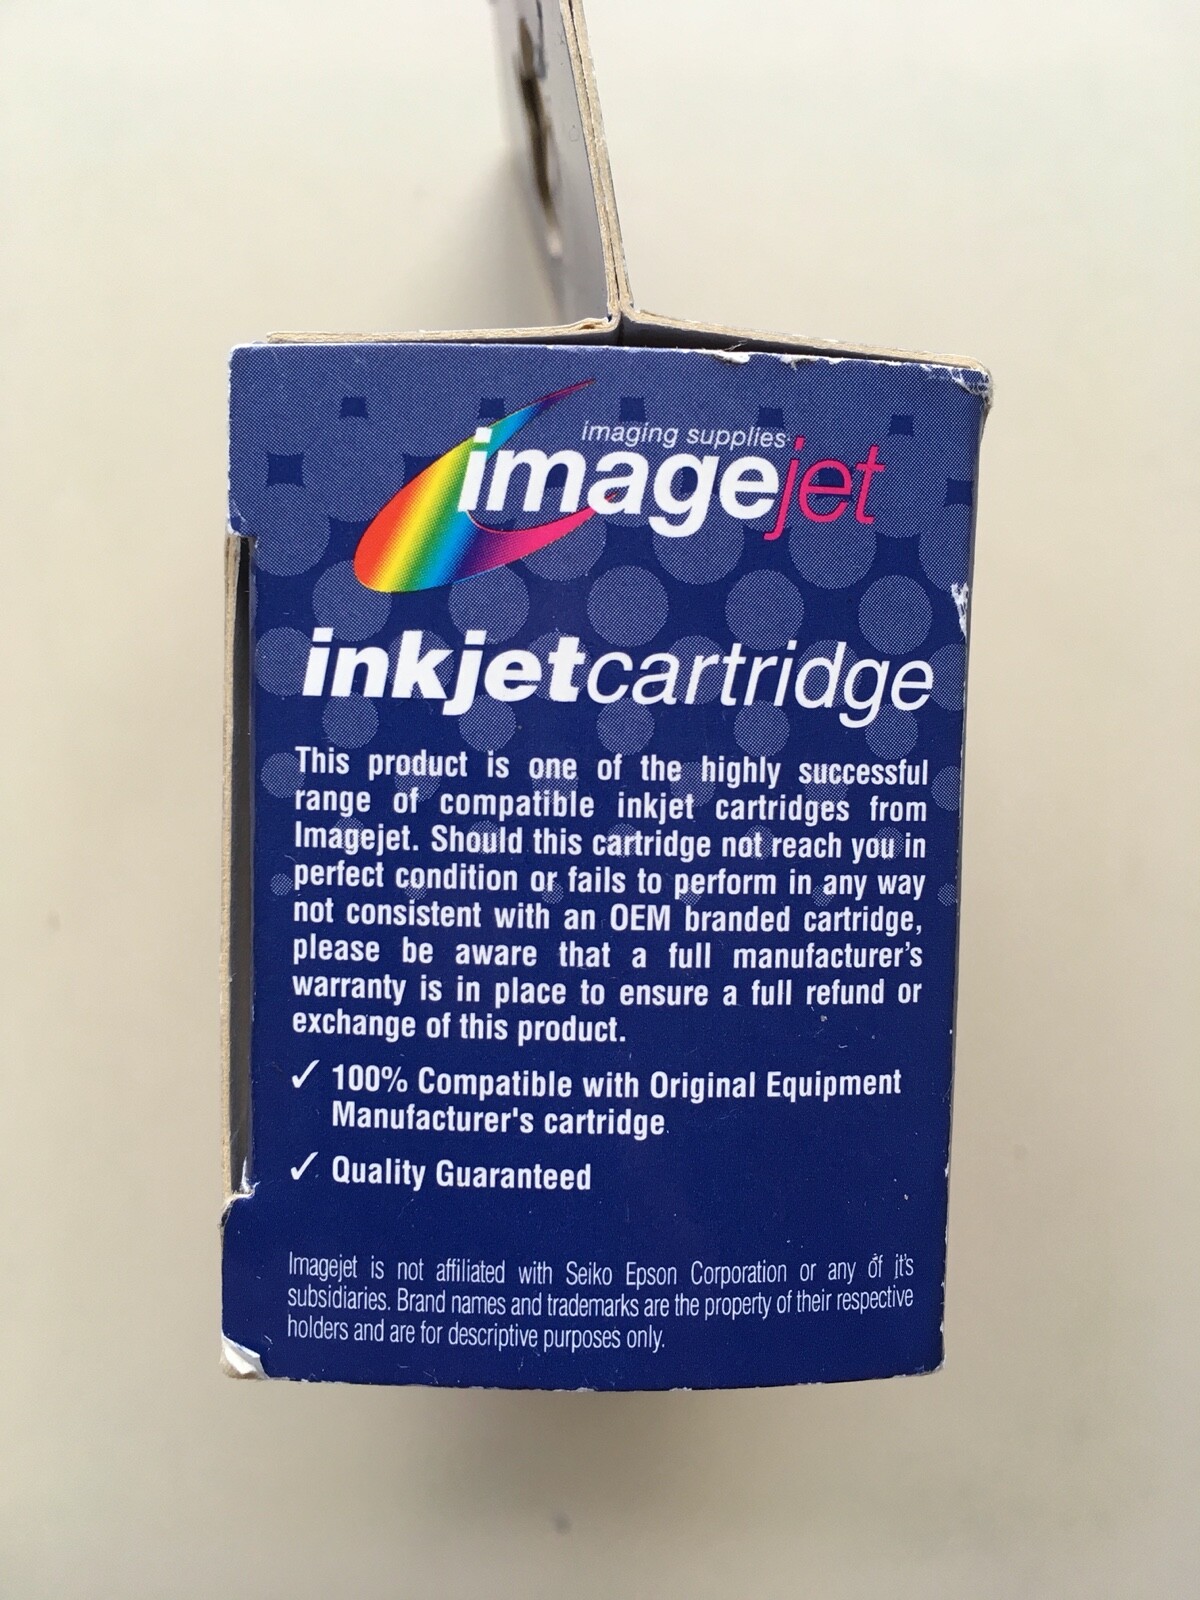 imaging supplies
imagejet
inkjetcartridge
This product is one of the highly successful
range of compatible inkjet cartridges from
Imagejet. Should this cartridge not reach you in
perfect condition or fails to perform in any way
not consistent with an OEM branded cartridge,
please be aware that a full manufacturer's
warranty is in place to ensure a full refund or
exchange of this product.
✓ 100% Compatible with Original Equipment
Manufacturer's cartridge
✓ Quality Guaranteed
Imagejet is not affiliated with Seiko Epson Corporation or any of it's
subsidiaries. Brand names and trademarks are the property of their respective
holders and are for descriptive purposes only.